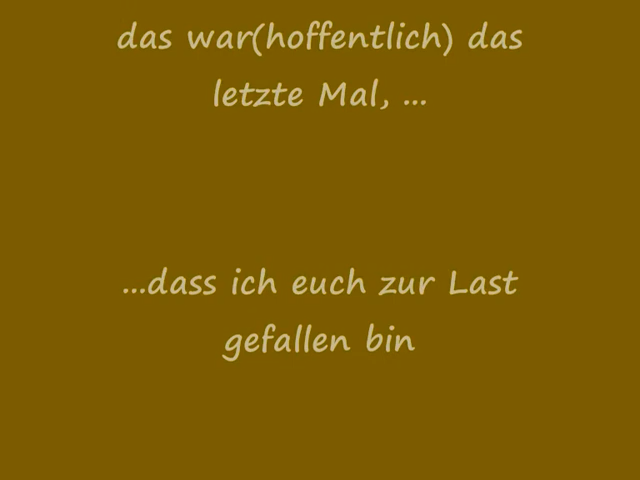 das war(hoffentlich) das
letzte Mal, ...
...dass ich euch zur Last
gefallen bin